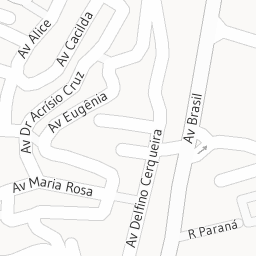 Av Alice
Av Cacilda
Av Dr Acrísio Cruz
Av Eugênia
Av Brasil
Av Delfino Cerqueira
Av Maria Rosa
R Paraná